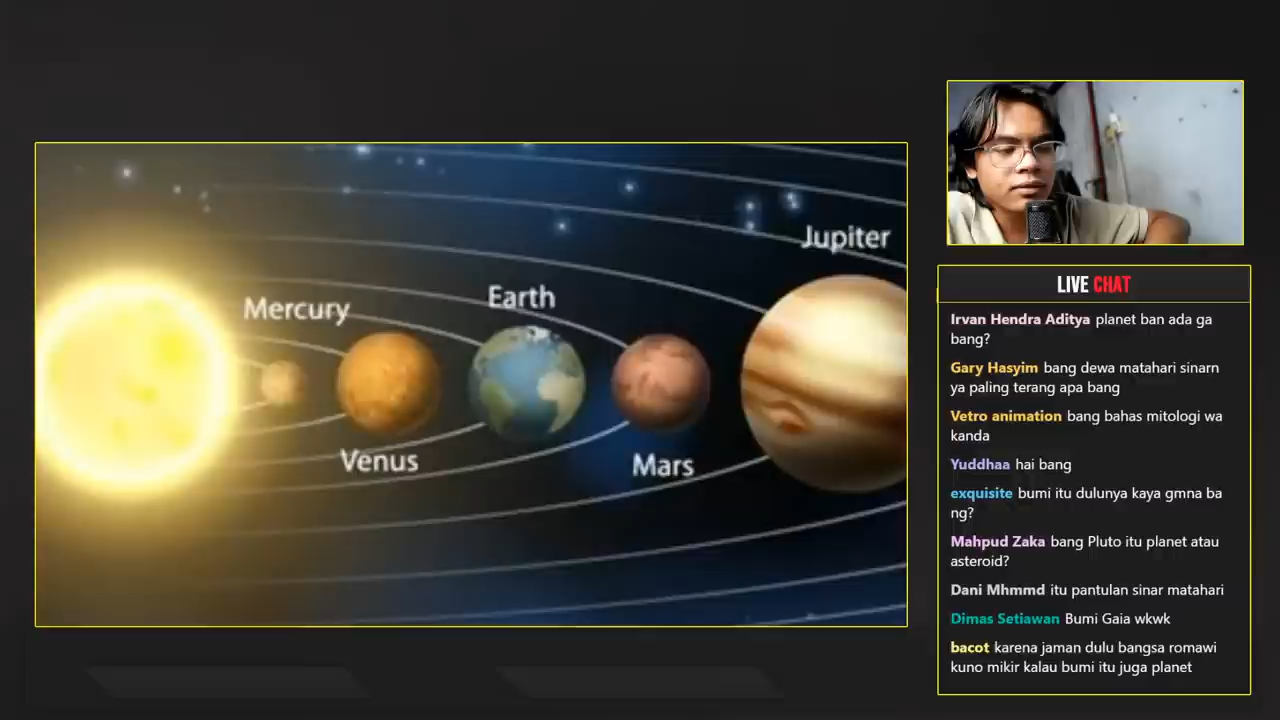 Jupiter
Earth
Mercury
Venus
Mars
LIVE CHAT
Irvan Hendra Aditya planet ban ada ga
bang?
Gary Hasyim bang dewa matahari sinarn
ya paling terang apa bang
Vetro animation bang bahas mitologi wa
kanda
Yuddhaa hai bang
exquisite bumi itu dulunya kaya gmna ba
ng?
Mahpud Zaka bang Pluto itu planet atau
asteroid?
Dani Mhmmd itu pantulan sinar matahari
Dimas Setiawan Bumi Gaia wkwk
bacot karena jaman dulu bangsa romawi
kuno mikir kalau bumi itu juga planet